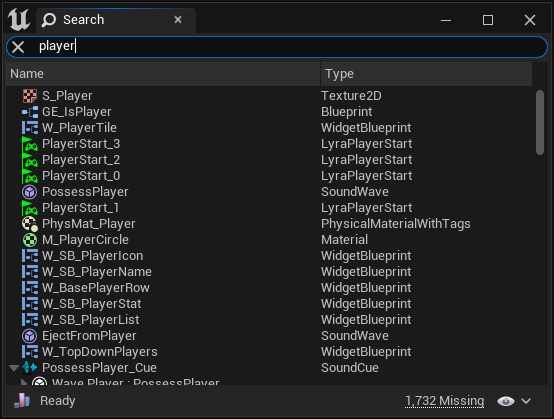 Search
player
Name Type
S_Player Texture2D
GE_IsPlayer Blueprint
W_PlayerTile WidgetBlueprint
PlayerStart_3 LyraPlayerStart
PlayerStart_2 LyraPlayerStart
PlayerStart_0 LyraPlayerStart
PossessPlayer SoundWave
PlayerStart_1 LyraPlayerStart
PhysMat_Player PhysicalMaterialWithTags
M_PlayerCircle Material
W_SB_PlayerIcon WidgetBlueprint
W_SB_PlayerName WidgetBlueprint
W_BasePlayerRow WidgetBlueprint
W_SB_PlayerStat WidgetBlueprint
W_SB_PlayerList WidgetBlueprint
EjectFromPlayer SoundWave
W_TopDownPlayers WidgetBlueprint
PossessPlayer_Cue SoundCue
Wave Player : PossessPlayer
Ready 1,732 Missing